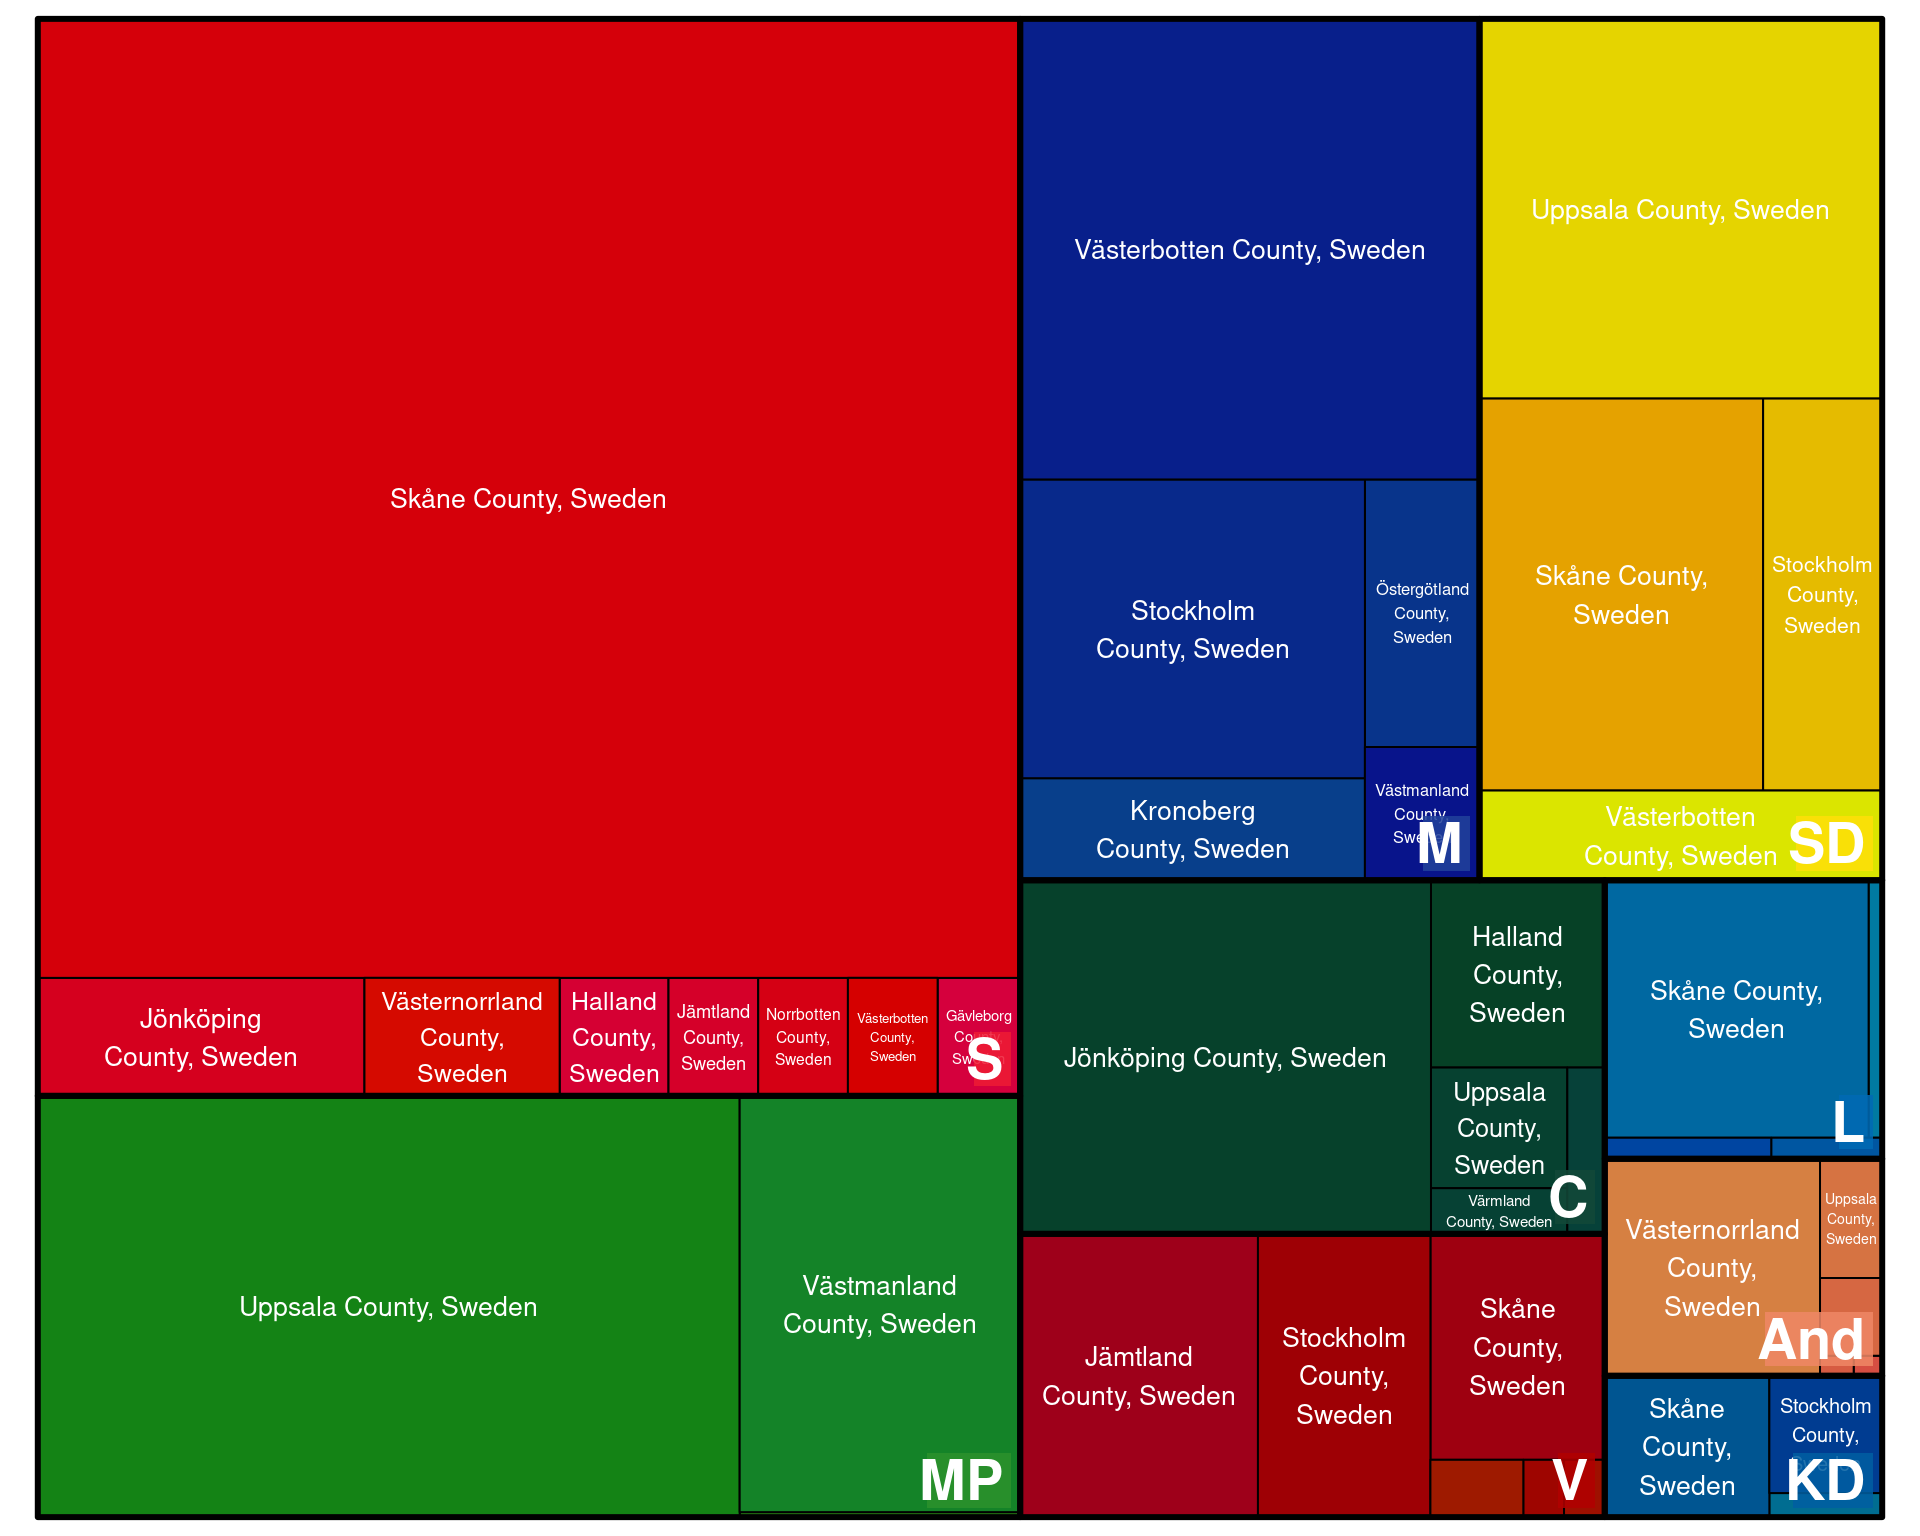 Skåne County, Sweden
Jönköping
County, Sweden
Västernorrland
County,
Sweden
Halland
County,
Sweden
Jämtland
County,
Sweden
Norrbotten
County,
Sweden
Västerbotten
County,
Sweden
Gävleborg
S
Uppsala County, Sweden
Västmanland
County, Sweden
MP
Västerbotten County, Sweden
Stockholm
County, Sweden
Östergötland
County,
Sweden
Kronoberg
County, Sweden
Västmanland
County,
M
Uppsala County, Sweden
Skåne County,
Sweden
Stockholm
County,
Sweden
Västerbotten
County, Sweden
SD
Jönköping County, Sweden
Halland
County,
Sweden
Uppsala
County,
Sweden
Värmland
County, Sweden
C
Jämtland
County, Sweden
Stockholm
County,
Sweden
Skåne
County,
Sweden
V
Skåne County,
Sweden
L
Västernorrland
County,
Sweden
Uppsala
County,
Sweden
And
Skåne
County,
Sweden
Stockholm
County,
KD